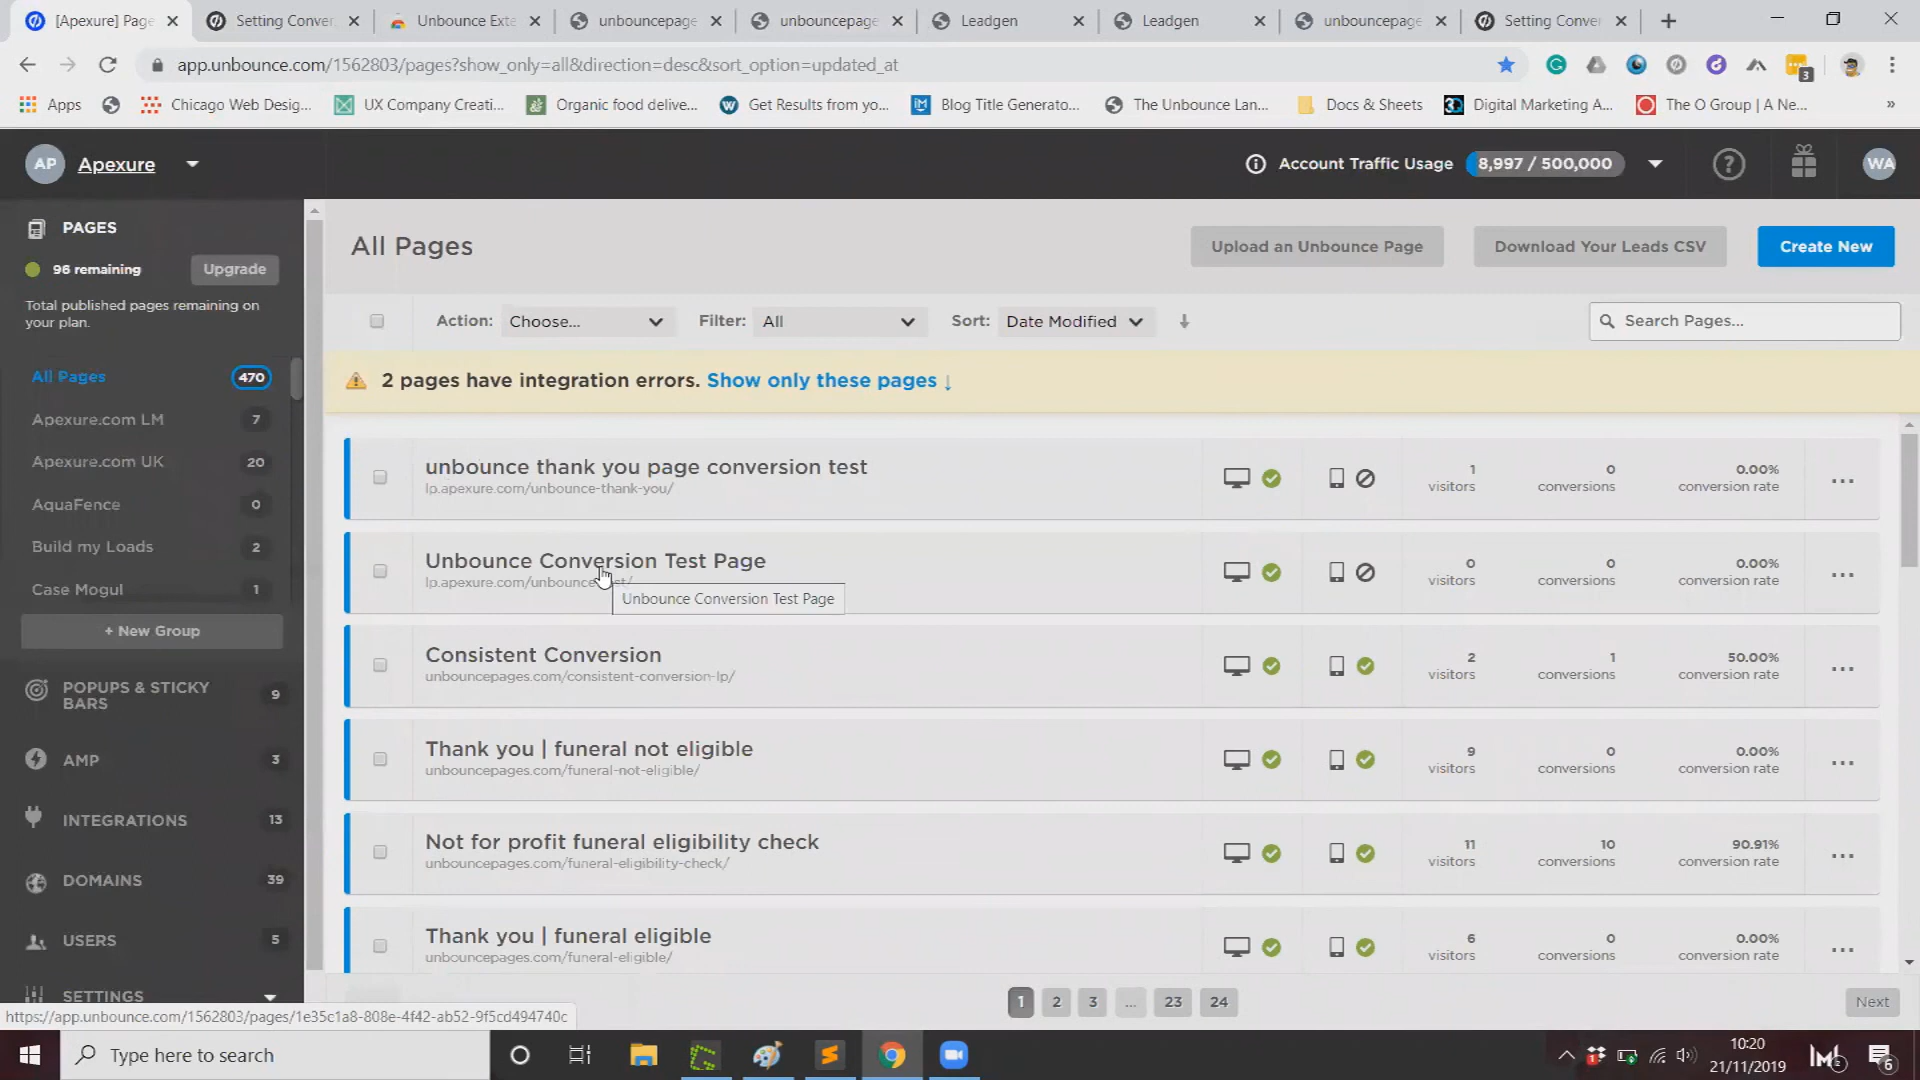 [Apexure] Page
Setting Conver
Unbounce Exte
unbouncepage
unbouncepage
Leadgen
Leadgen
unbouncepage
Setting Conver
app.unbounce.com/1562803/pages?show_only=all&direction=desc&sort_option=updated_at
3
Apps
Chicago Web Desig...
UX Company Creati...
Organic food delive...
Get Results from yo...
Blog Title Generato...
The Unbounce Lan...
Docs & Sheets
Digital Marketing A...
The O Group | A Ne...
»
AP
Apexure
Account Traffic Usage
8,997 / 500,000
WA
PAGES
96 remaining
Upgrade
Total published pages remaining on
your plan.
All Pages 470
Apexure.com LM 7
Apexure.com UK 20
AquaFence 0
Build my Loads 2
Case Mogul 1
+ New Group
POPUPS & STICKY
BARS
9
AMP 3
INTEGRATIONS 13
DOMAINS 39
USERS 5
SETTINGS
All Pages
Upload an Unbounce Page
Download Your Leads CSV
Create New
Action: Choose...
Filter: All
Sort: Date Modified
Search Pages...
2 pages have integration errors. Show only these pages ↓
unbounce thank you page conversion test
lp.apexure.com/unbounce-thank-you/
1 0 0.00%
visitors conversions conversion rate
Unbounce Conversion Test Page
Unbounce Conversion Test Page
0 0 0.00%
visitors conversions conversion rate
Consistent Conversion
unbouncepages.com/consistent-conversion-lp/
2 1 50.00%
visitors conversions conversion rate
Thank you | funeral not eligible
unbouncepages.com/funeral-not-eligible/
9 0 0.00%
visitors conversions conversion rate
Not for profit funeral eligibility check
unbouncepages.com/funeral-eligibility-check/
11 10 90.91%
visitors conversions conversion rate
Thank you | funeral eligible
unbouncepages.com/funeral-eligible/
6 0 0.00%
visitors conversions conversion rate
1 2 3 ... 23 24
Next
https://app.unbounce.com/1562803/pages/1e35c1a8-808e-4f42-ab52-9f5cd494740c
Type here to search
10:20
21/11/2019
6